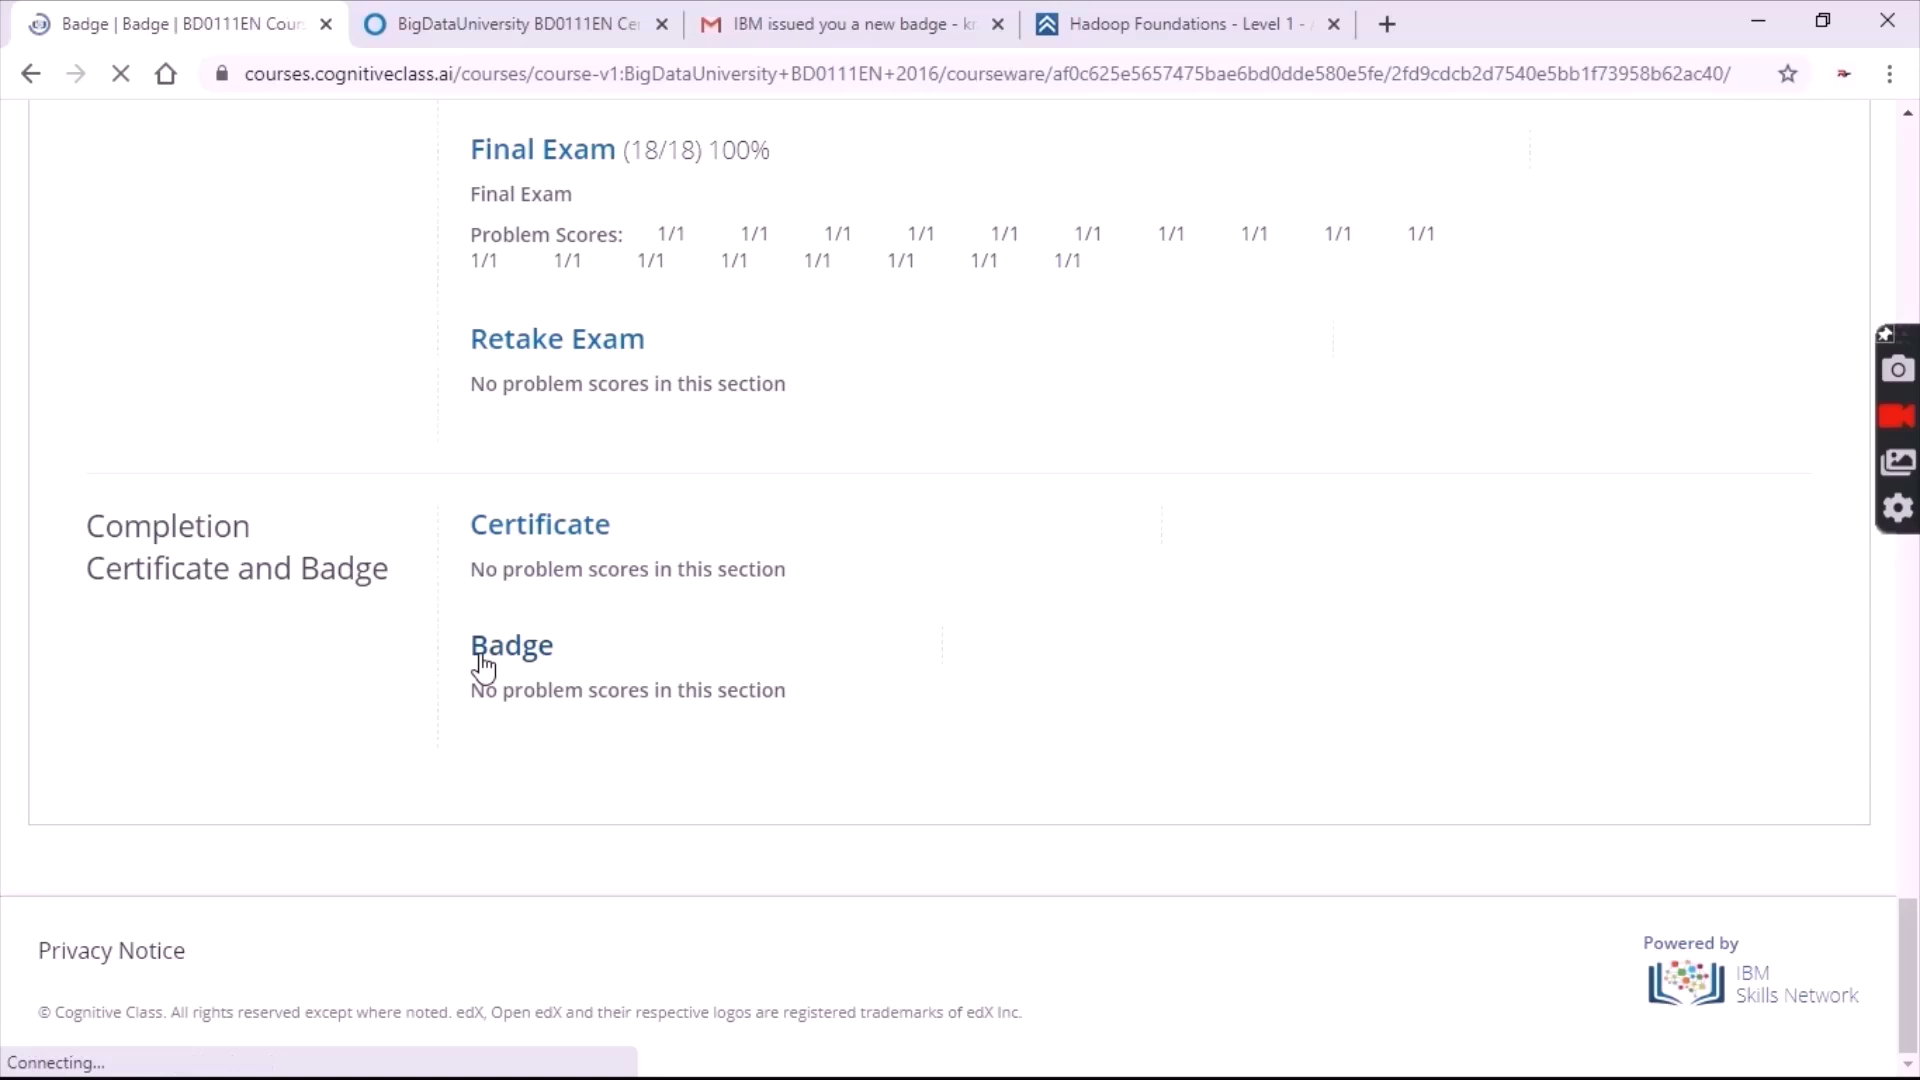 Badge | Badge | BD0111EN Cour
BigDataUniversity BD0111EN Cer
IBM issued you a new badge - kr
Hadoop Foundations - Level 1 -
courses.cognitiveclass.ai/courses/course-v1:BigDataUniversity+BD0111EN+2016/courseware/af0c625e5657475bae6bd0dde580e5fe/2fd9cdcb2d7540e5bb1f73958b62ac40/
Final Exam (18/18) 100%
Final Exam
Problem Scores: 1/1 1/1 1/1 1/1 1/1 1/1 1/1 1/1 1/1 1/1
1/1 1/1 1/1 1/1 1/1 1/1 1/1 1/1
Retake Exam
No problem scores in this section
Completion
Certificate and Badge
Certificate
No problem scores in this section
Badge
No problem scores in this section
Privacy Notice
Powered by
IBM
Skills Network
© Cognitive Class. All rights reserved except where noted. edX, Open edX and their respective logos are registered trademarks of edX Inc.
Connecting...